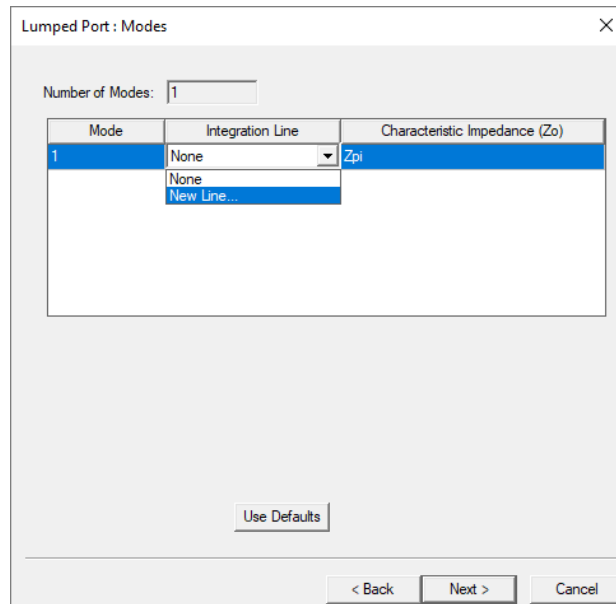 Lumped Port : Modes
Number of Modes: 1
Mode Integration Line Characteristic Impedance (Zo)
1 None Zpi
None
New Line...
Use Defaults
< Back Next > Cancel